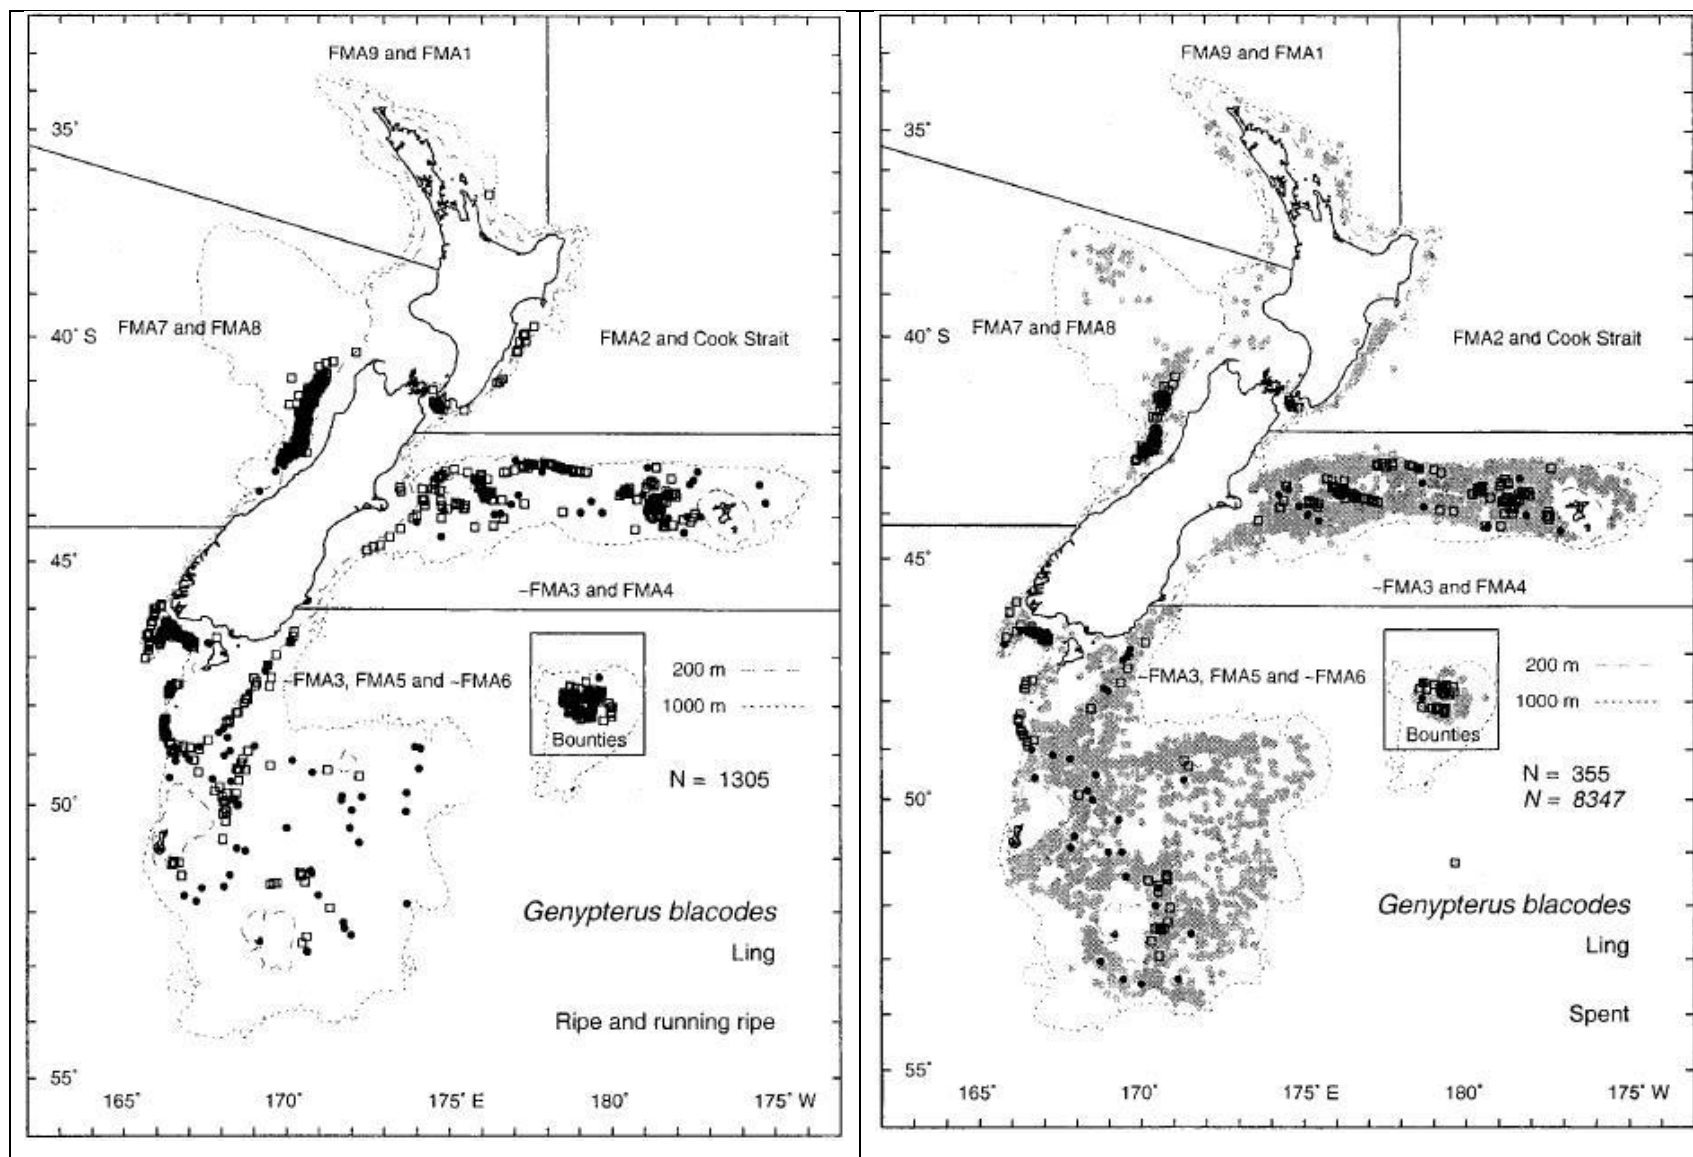 FMA9 and FMA1
35°
FMA7 and FMA8
40° S
FMA2 and Cook Strait
45°
~FMA3 and FMA4
~FMA3, FMA5 and ~FMA6
200 m
1000 m
Bounties
N = 1305
50°
Genypterus blacodes
Ling
Ripe and running ripe
55°
165°
170°
175° E
180°
175° W
FMA9 and FMA1
35°
FMA7 and FMA8
40° S
FMA2 and Cook Strait
45°
~FMA3 and FMA4
~FMA3, FMA5 and ~FMA6
200 m
1000 m
Bounties
N = 355
N = 8347
50°
Genypterus blacodes
Ling
Spent
55°
165°
170°
175° E
180°
175° W